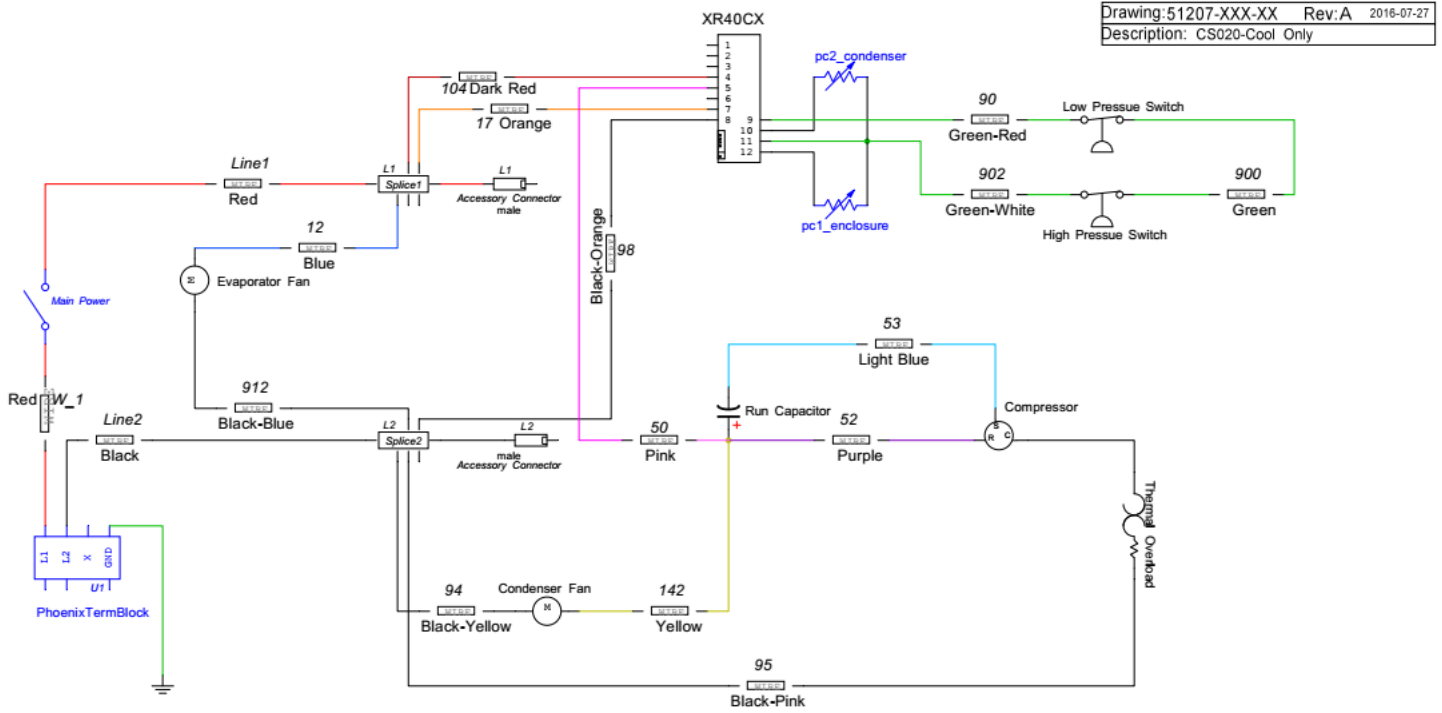 Drawing:51207-XXX-XX Rev:A 2016-07-27
Description: CS020-Cool Only
XR40CX
1
2
3
4
5
6
7
8
9
10
11
12
pc2_condenser
pc1_enclosure
104 Dark Red
17 Orange
90
Green-Red
Low Pressue Switch
902
Green-White
High Pressue Switch
900
Green
Line1
Red
L1
Splice1
L1
Accessory Connector
male
12
Blue
Evaporator Fan
Main Power
Black-Orange
98
Red
W_1
912
Black-Blue
Line2
Black
L2
Splice2
L2
male
Accessory Connector
53
Light Blue
Run Capacitor
+
50
Pink
52
Purple
Compressor
S
R
C
Thermal Overload
L1
L2
X
GND
U1
PhoenixTermBlock
94
Black-Yellow
Condenser Fan
M
M
142
Yellow
95
Black-Pink